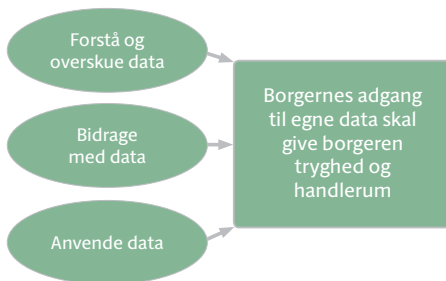 Forstå og
overskue data
Bidrage
med data
Anvende data
Borgernes adgang
til egne data skal
give borgeren
tryghed og
handlerum